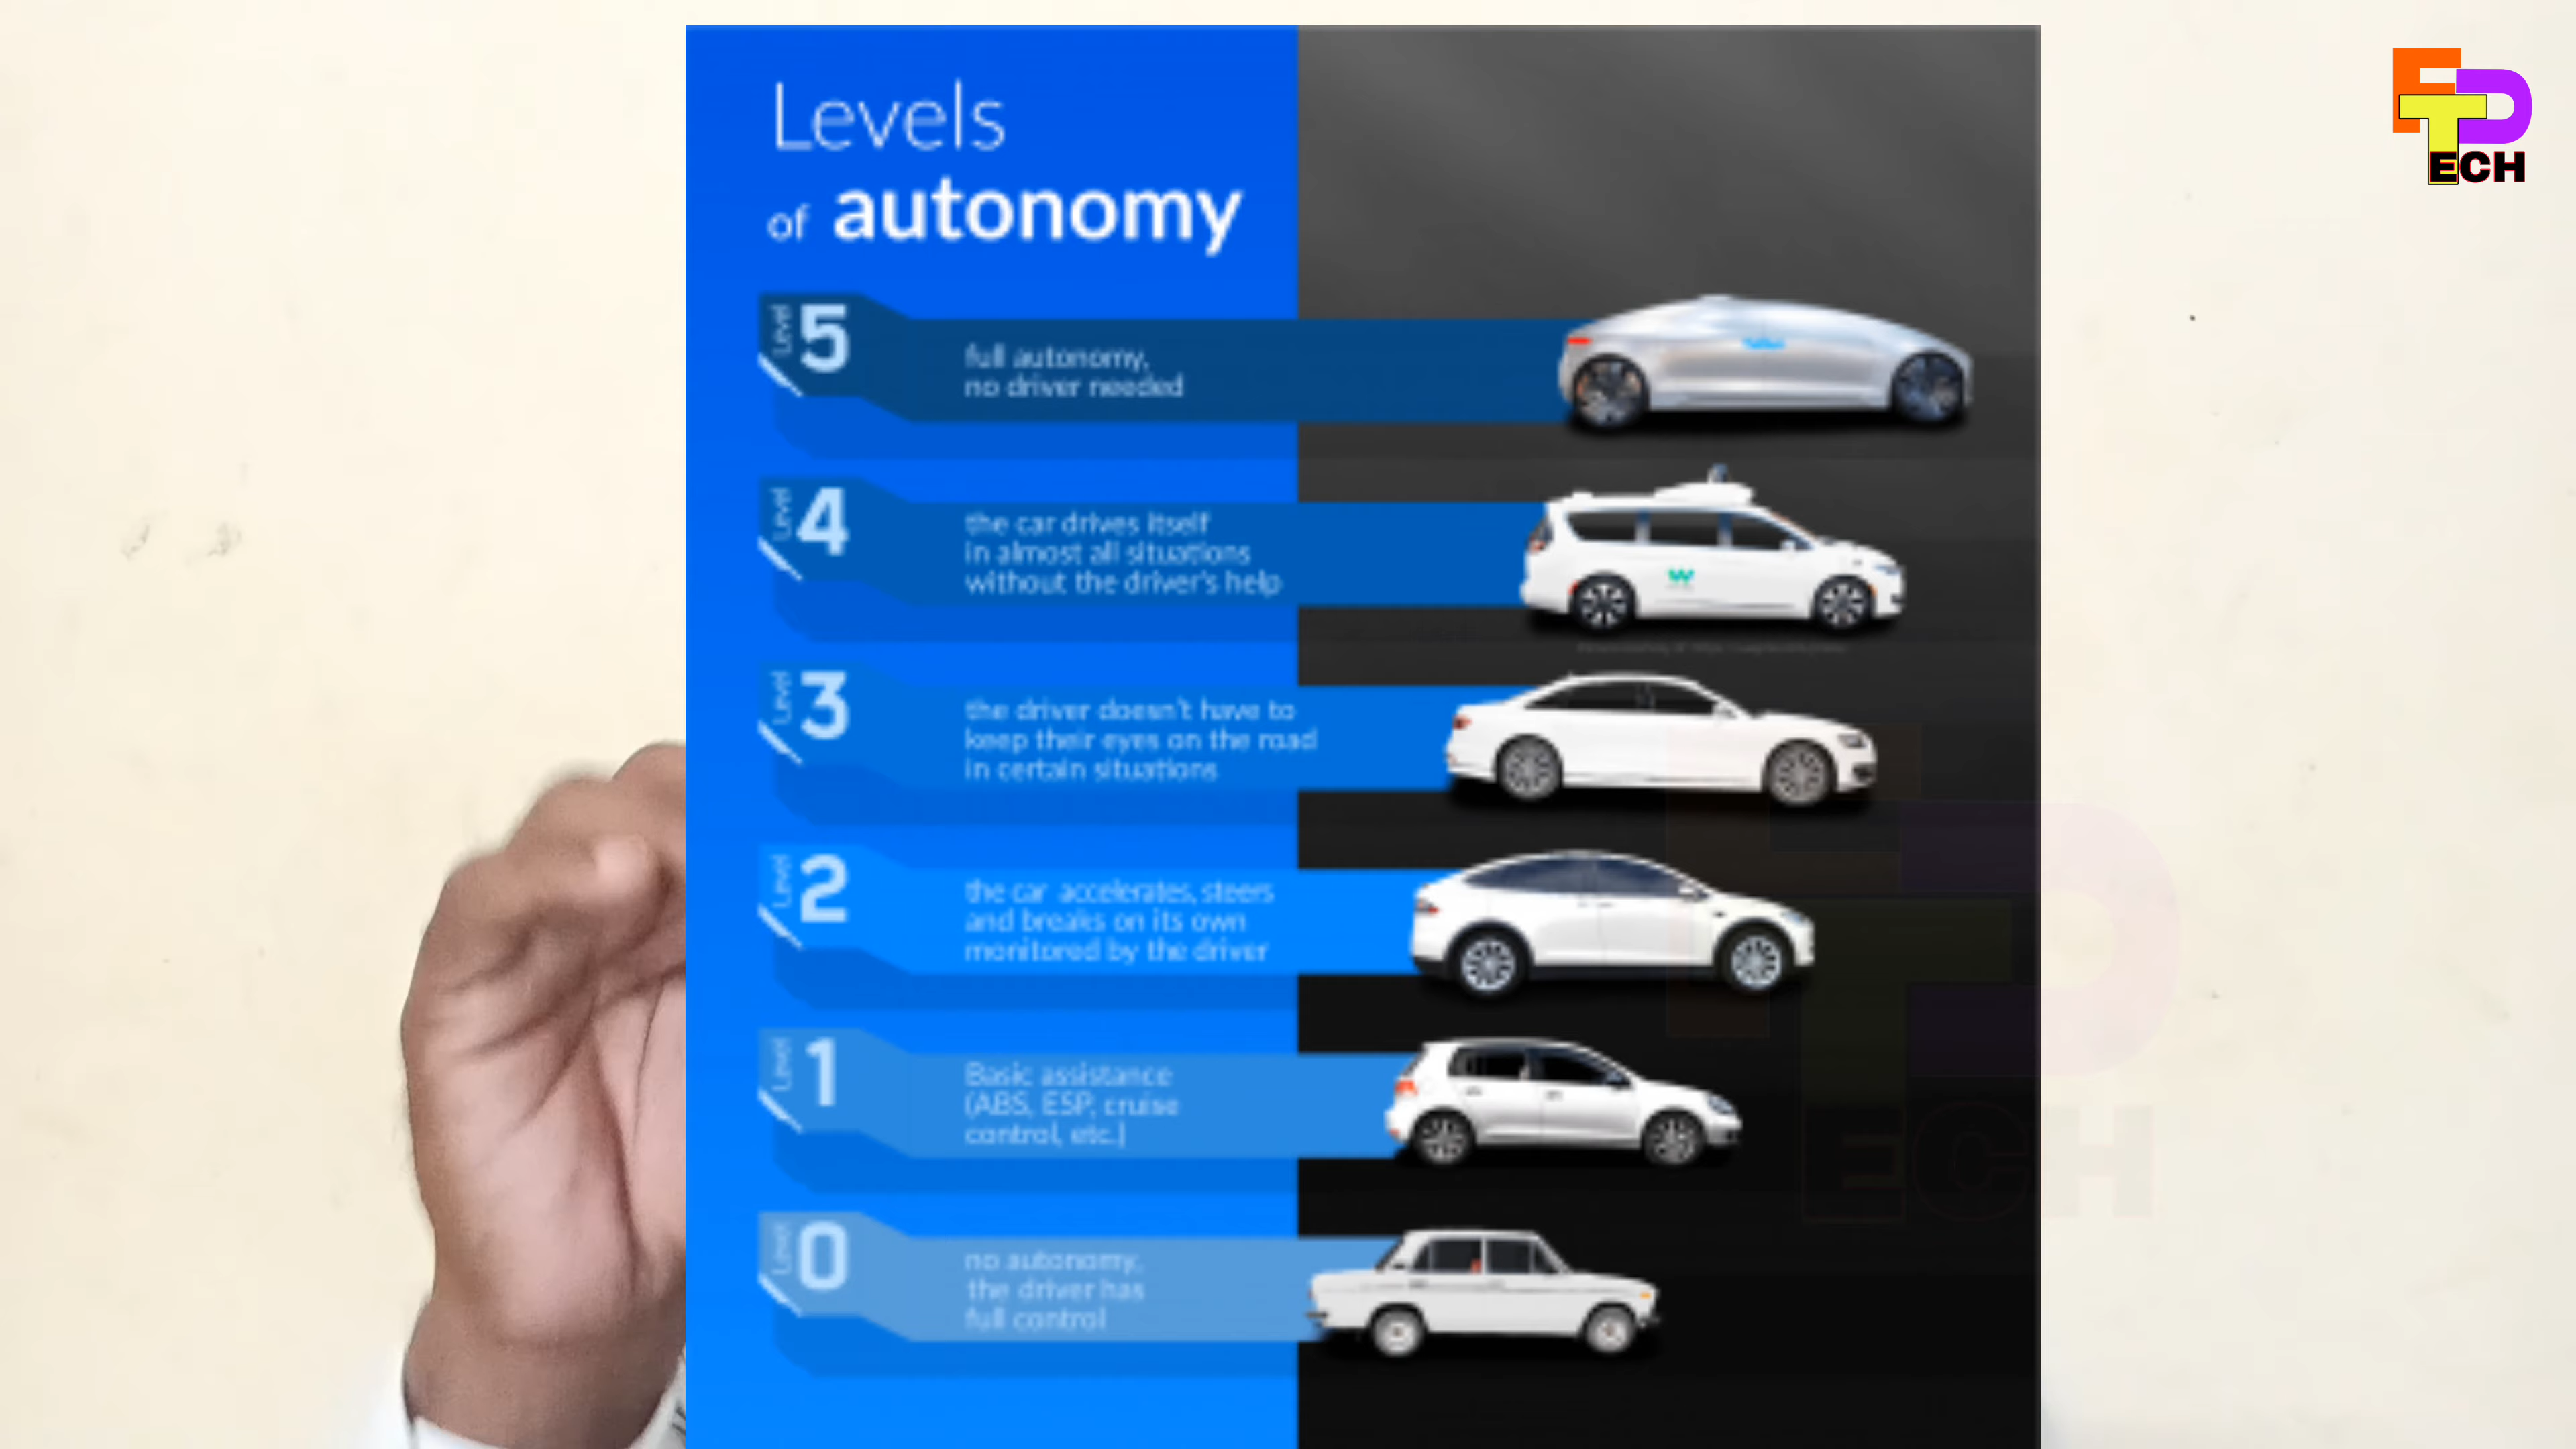 Levels
of autonomy
Level 5
full autonomy,
no driver needed
Level 4
the car drives itself
in almost all situations
without the driver's help
W
Level 3
the driver doesn't have to
keep their eyes on the road
in certain situations
Level 2
the car accelerates, steers
and breaks on its own
monitored by the driver
Level 1
Basic assistance
(ABS, ESP, cruise
control, etc.)
Level 0
no autonomy,
the driver has
full control
ETD
ECH
ECH